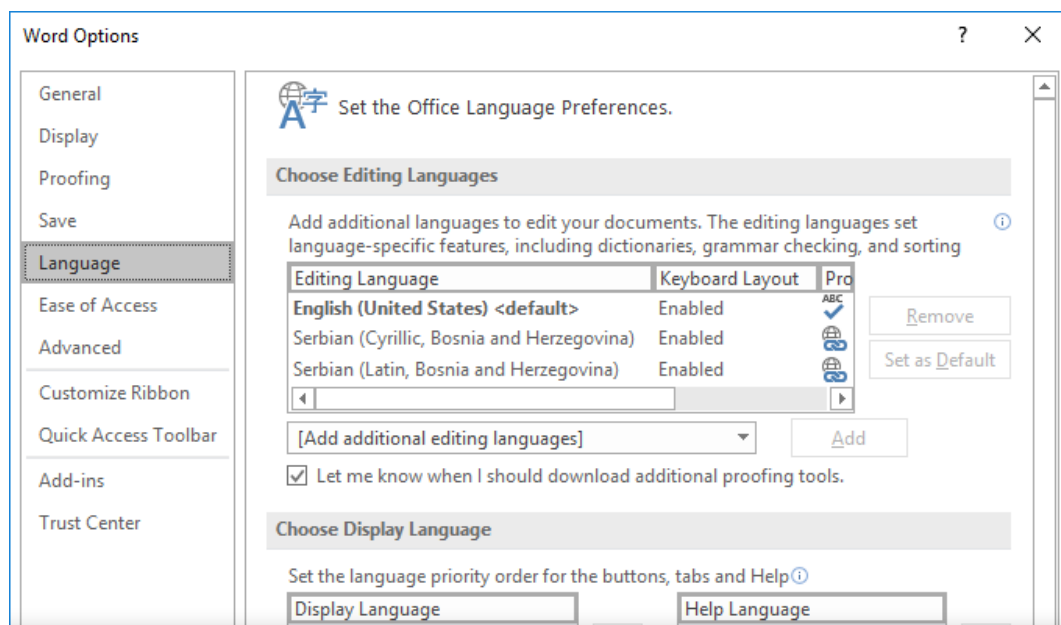 Word Options
?
General
Display
Proofing
Save
Language
Ease of Access
Advanced
Customize Ribbon
Quick Access Toolbar
Add-ins
Trust Center
Set the Office Language Preferences.
Choose Editing Languages
Add additional languages to edit your documents. The editing languages set
language-specific features, including dictionaries, grammar checking, and sorting
Editing Language Keyboard Layout Pro
English (United States) <default> Enabled ABC
Serbian (Cyrillic, Bosnia and Herzegovina) Enabled
Serbian (Latin, Bosnia and Herzegovina) Enabled
Remove
Set as Default
[Add additional editing languages] Add
Let me know when I should download additional proofing tools.
Choose Display Language
Set the language priority order for the buttons, tabs and Help
Display Language Help Language